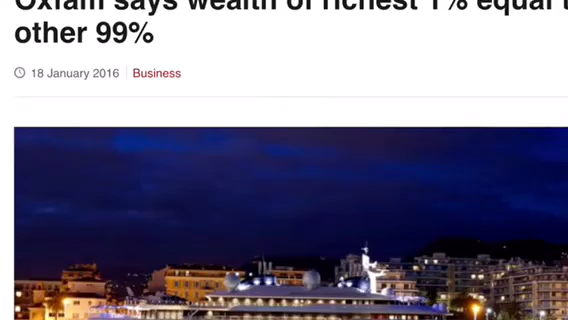 Oxfam says wealth of richest 1% equal
other 99%
18 January 2016
Business